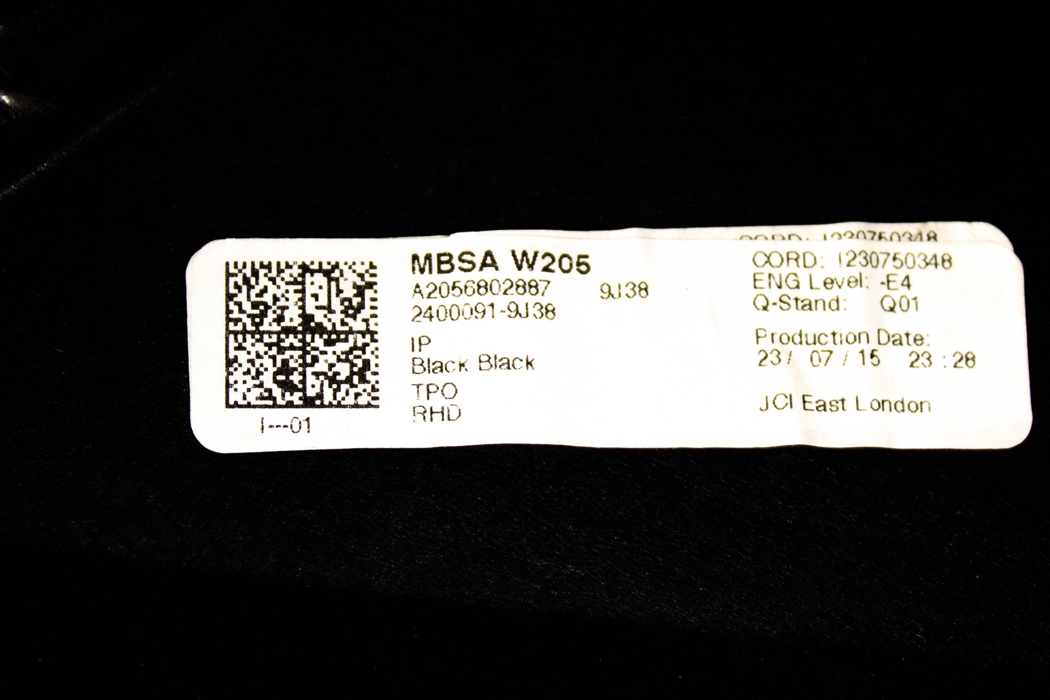 MBSA W205
A2056802887 9J38
2400091-9J38
IP
Black Black
TPO
RHD
I---01
CORD: I230750348
CORD: I230750348
ENG Level: -E4
Q-Stand: Q01
Production Date:
23/ 07 / 15 23 : 28
JCI East London